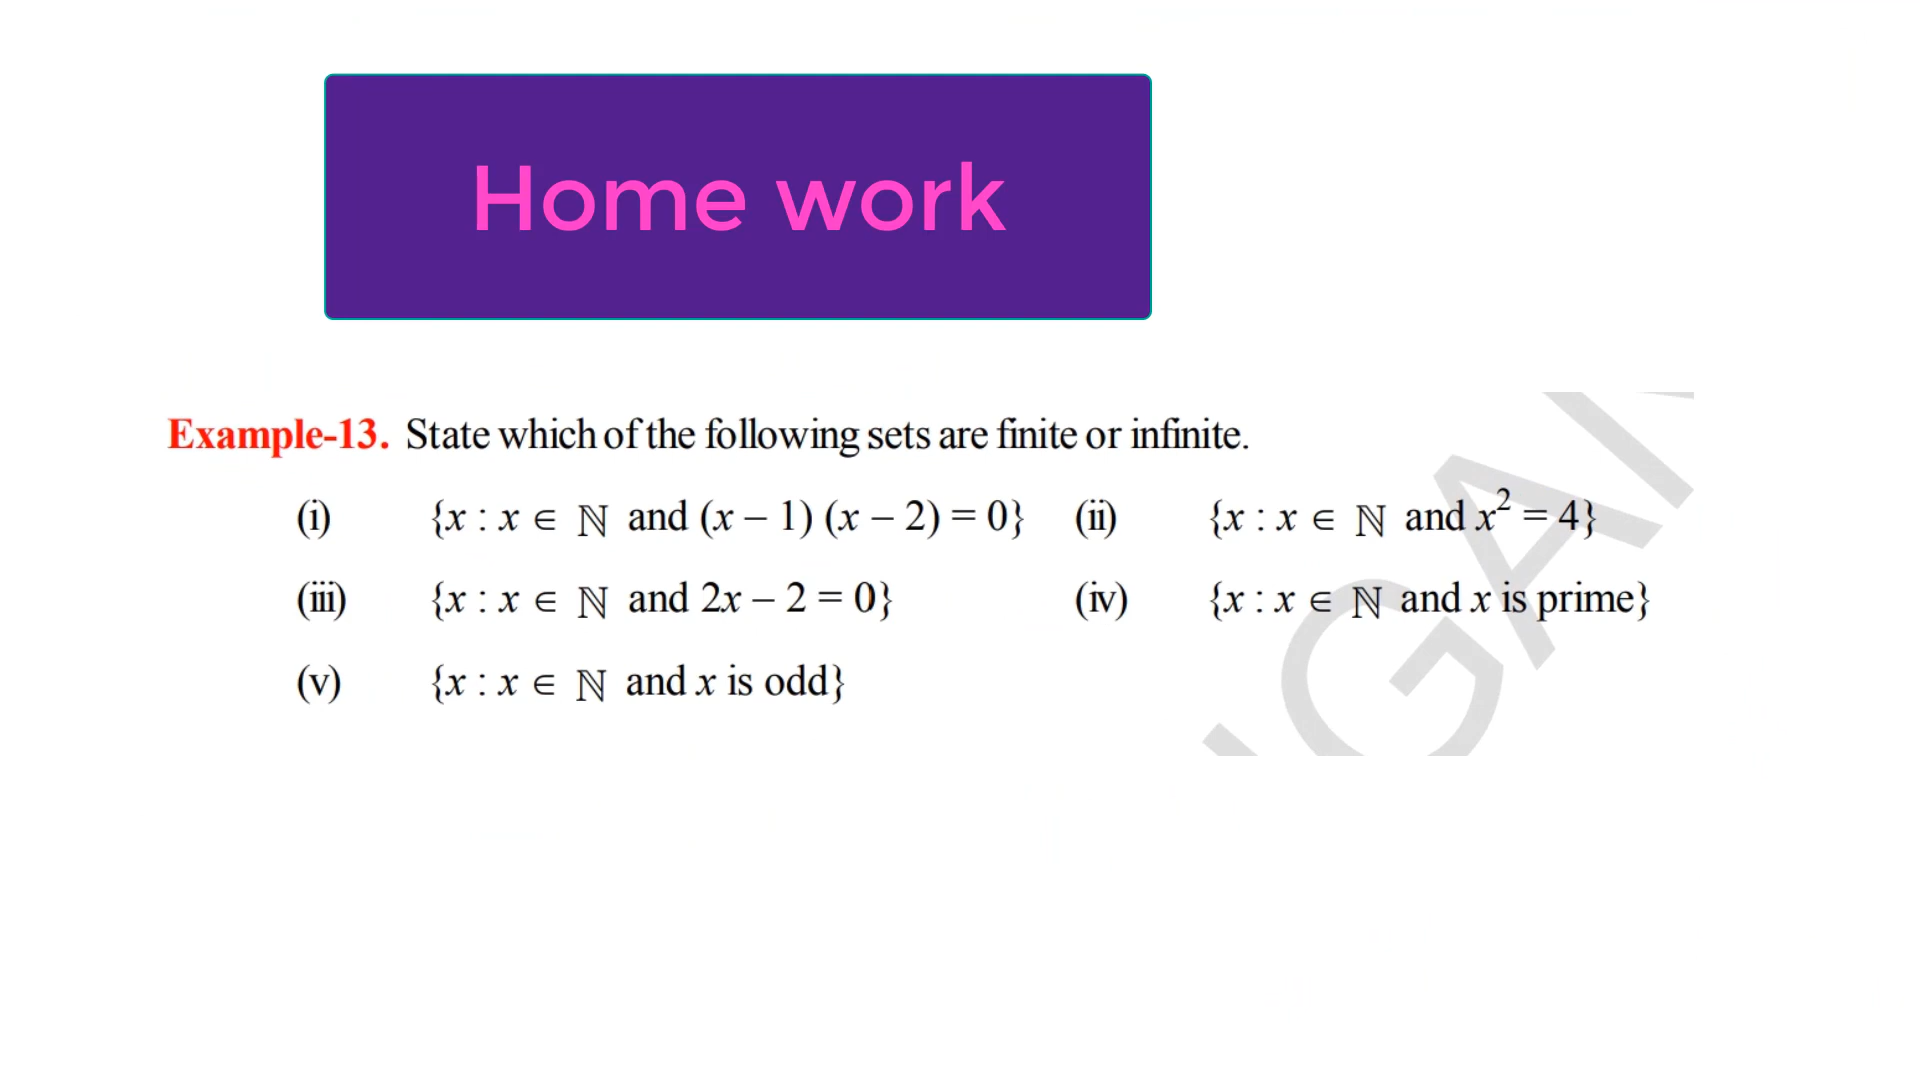 Home work
Example-13. State which of the following sets are finite or infinite.
(i) {x : x ∈ ℕ and (x – 1) (x – 2) = 0} (ii) {x : x ∈ ℕ and x² = 4}
(iii) {x : x ∈ ℕ and 2x – 2 = 0} (iv) {x : x ∈ ℕ and x is prime}
(v) {x : x ∈ ℕ and x is odd}